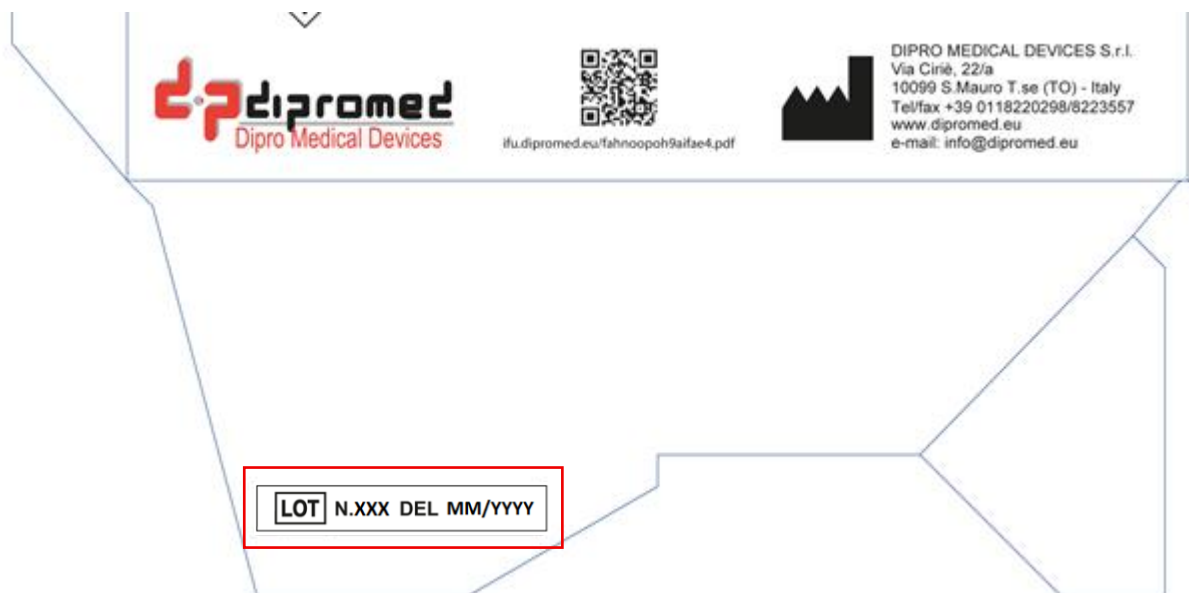 dipromed
Dipro Medical Devices
ifu.dipromed.eu/fahnoopoh9aifae4.pdf
DIPRO MEDICAL DEVICES S.r.l.
Via Ciriè, 22/a
10099 S.Mauro T.se (TO) - Italy
Tel/fax +39 0118220298/8223557
www.dipromed.eu
e-mail: info@dipromed.eu
LOT N.XXX DEL MM/YYYY